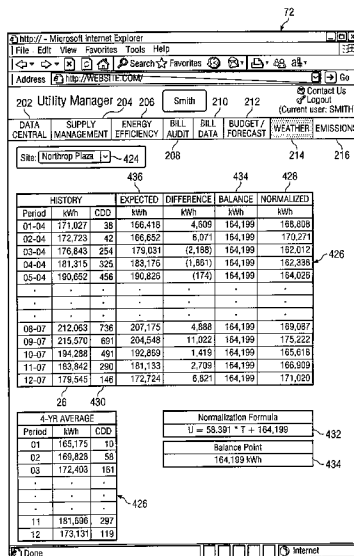 72
http:// - Microsoft Internet Explorer
File Edit View Favorites Tools Help
Search Favorites
Address http://WEBSITE.COM/ Go
202 Utility Manager 204 206 Smith 210 212 Contact Us
Logout
(Current user: SMITH)
DATA CENTRAL SUPPLY MANAGEMENT ENERGY EFFICIENCY BILL AUDIT BILL DATA BUDGET/ FORECAST WEATHER EMISSIONS
Site: Northrop Plaza 424 208 214 216
436 434 428
HISTORY EXPECTED DIFFERENCE BALANCE NORMALIZED
Period kWh CDD kWh kWh kWh kWh
01-04 171,027 38 166,418 4,609 164,199 168,808
02-04 172,723 42 166,652 6,071 164,199 170,271
03-04 176,843 254 179,031 (2,188) 164,199 162,012
04-04 181,315 325 183,176 (1,861) 164,199 162,338
05-04 190,652 456 190,826 (174) 164,199 164,026
426
08-07 212,063 736 207,175 4,888 164,199 169,087
09-07 215,570 691 204,548 11,022 164,199 175,222
10-07 194,288 491 192,869 1,419 164,199 165,618
11-07 183,842 290 181,133 2,709 164,199 166,909
12-07 179,545 146 172,724 6,821 164,199 171,020
26 430
4-YR AVERAGE
Period kWh CDD
01 165,175 10
02 169,828 58
03 172,403 161
11 181,696 297
12 173,131 119
426
Normalization Formula
U = 58.391 * T + 164,199
432
Balance Point
164,199 kWh
434
Done Internet